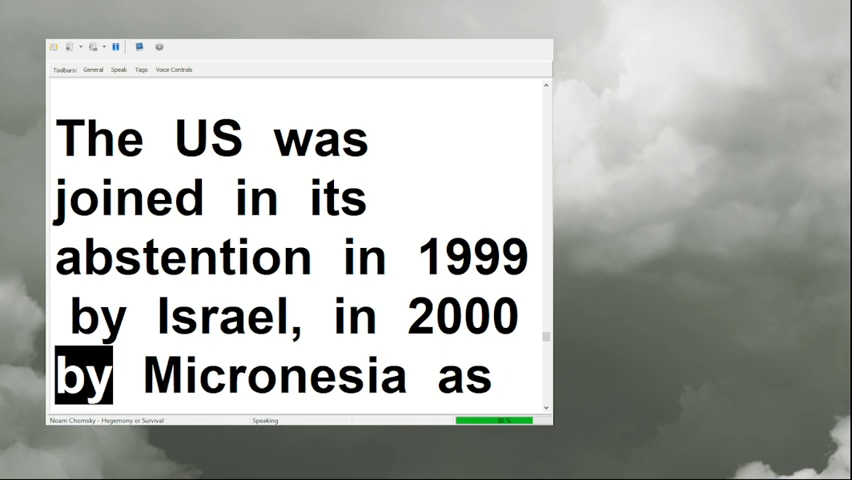 Toolbars: General Speak Tags Voice Controls
The US was
joined in its
abstention in 1999
by Israel, in 2000
by Micronesia as
Noam Chomsky - Hegemony or Survival Speaking 80 %